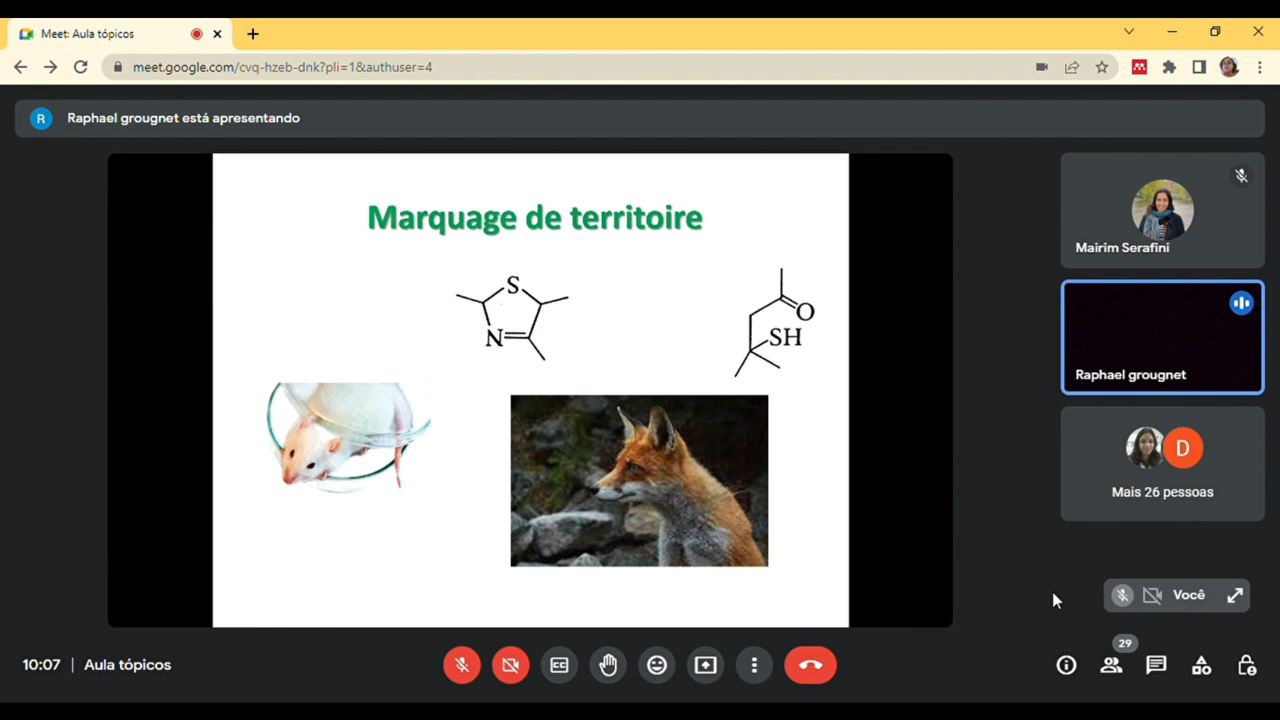 Meet: Aula tópicos
meet.google.com/cvq-hzeb-dnk?pli=1&authuser=4
R
Raphael grougnet está apresentando
Marquage de territoire
S
N
O
SH
Mairim Serafini
Raphael grougnet
D
Mais 26 pessoas
Você
10:07 | Aula tópicos
CC
29